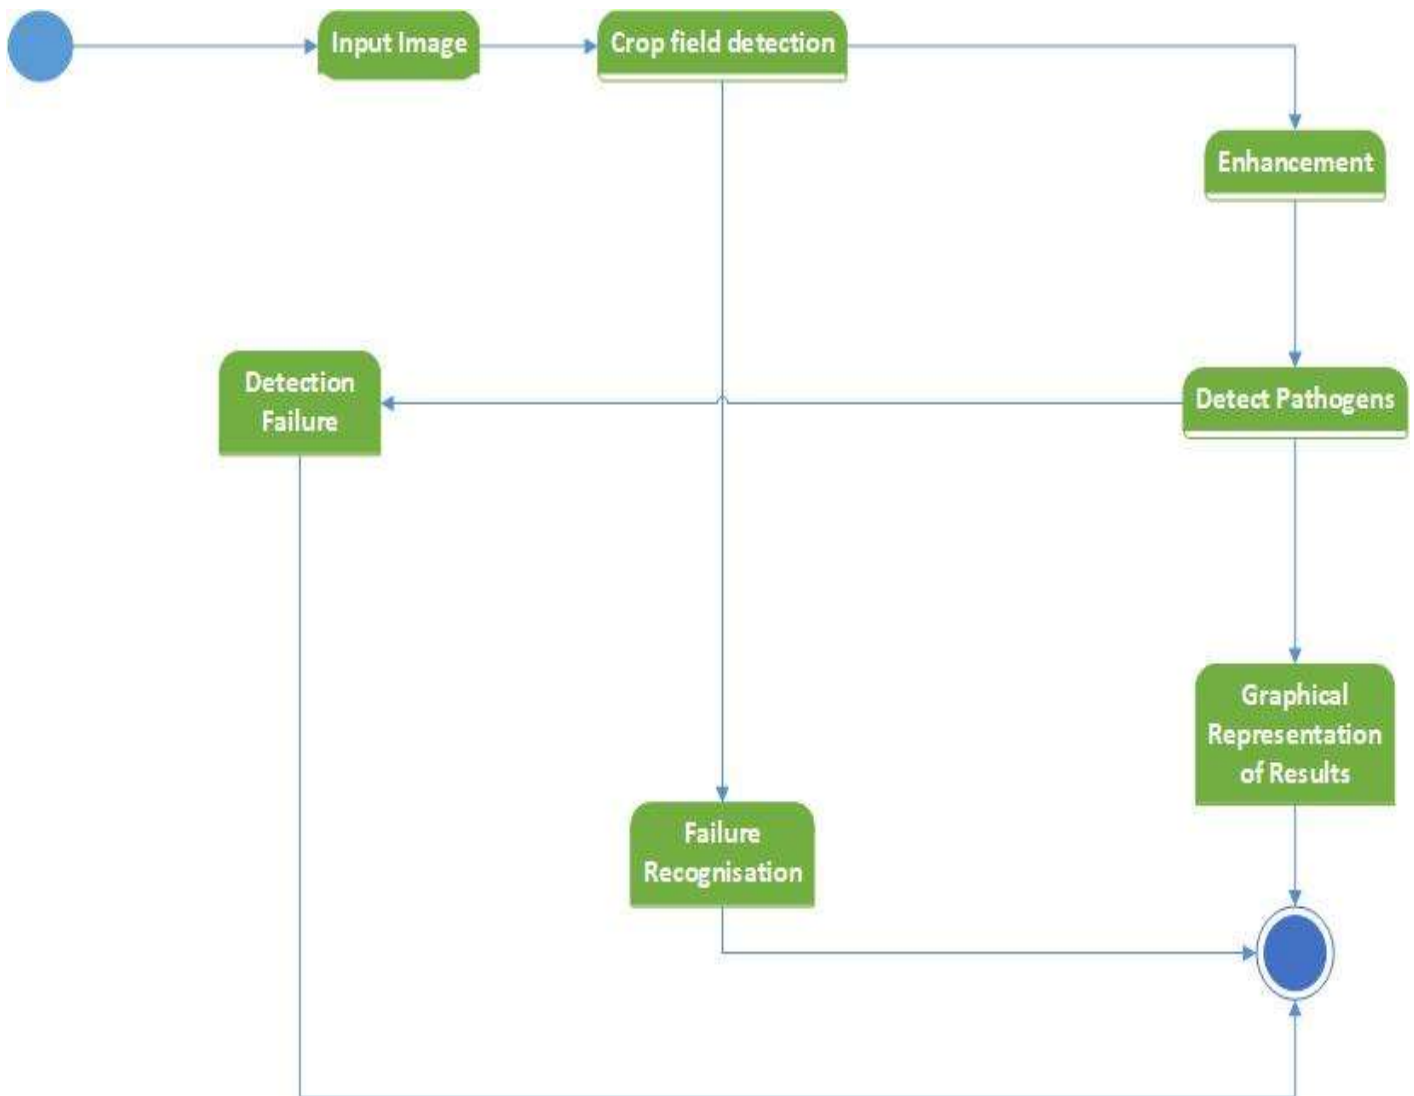 Input Image
Crop field detection
Enhancement
Detection
Failure
Detect Pathogens
Graphical
Representation
of Results
Failure
Recognisation